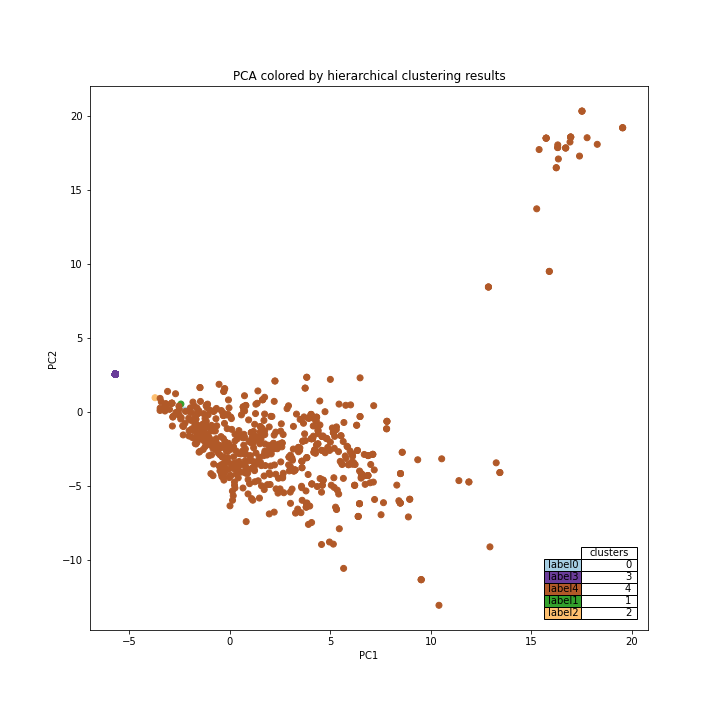 PCA colored by hierarchical clustering results
PC2
20
15
10
5
0
−5
−10
−5 0 5 10 15 20
PC1
clusters
label0 0
label3 3
label4 4
label1 1
label2 2